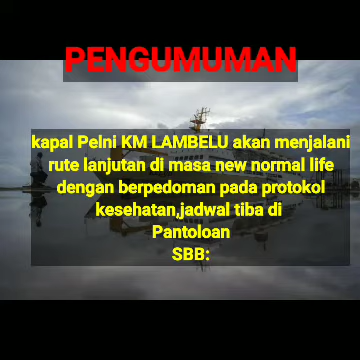 PENGUMUMAN
kapal Pelni KM LAMBELU akan menjalani
rute lanjutan di masa new normal life
dengan berpedoman pada protokol
kesehatan,jadwal tiba di
Pantoloan
SBB: